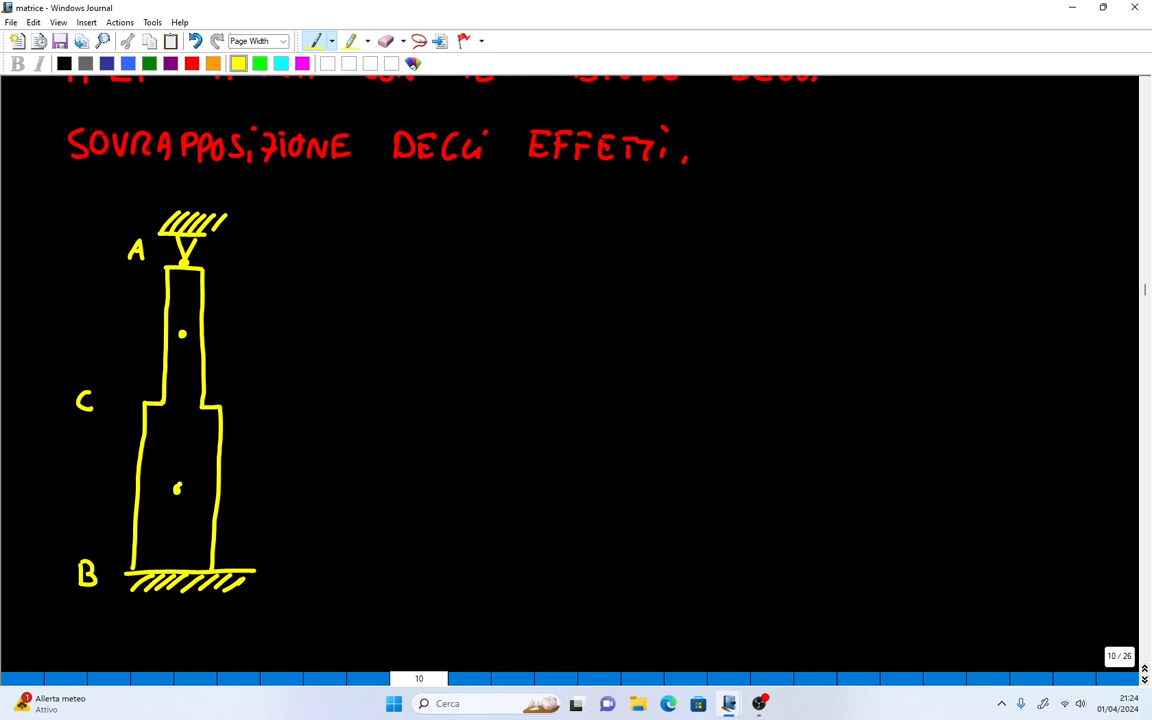 matrice - Windows Journal
File Edit View Insert Actions Tools Help
Page Width
B I
SOVRAPPOSIZIONE DEGLI EFFETTI.
A
C
B
10 / 26
10
1
Allerta meteo
Attivo
Cerca
21:24
01/04/2024